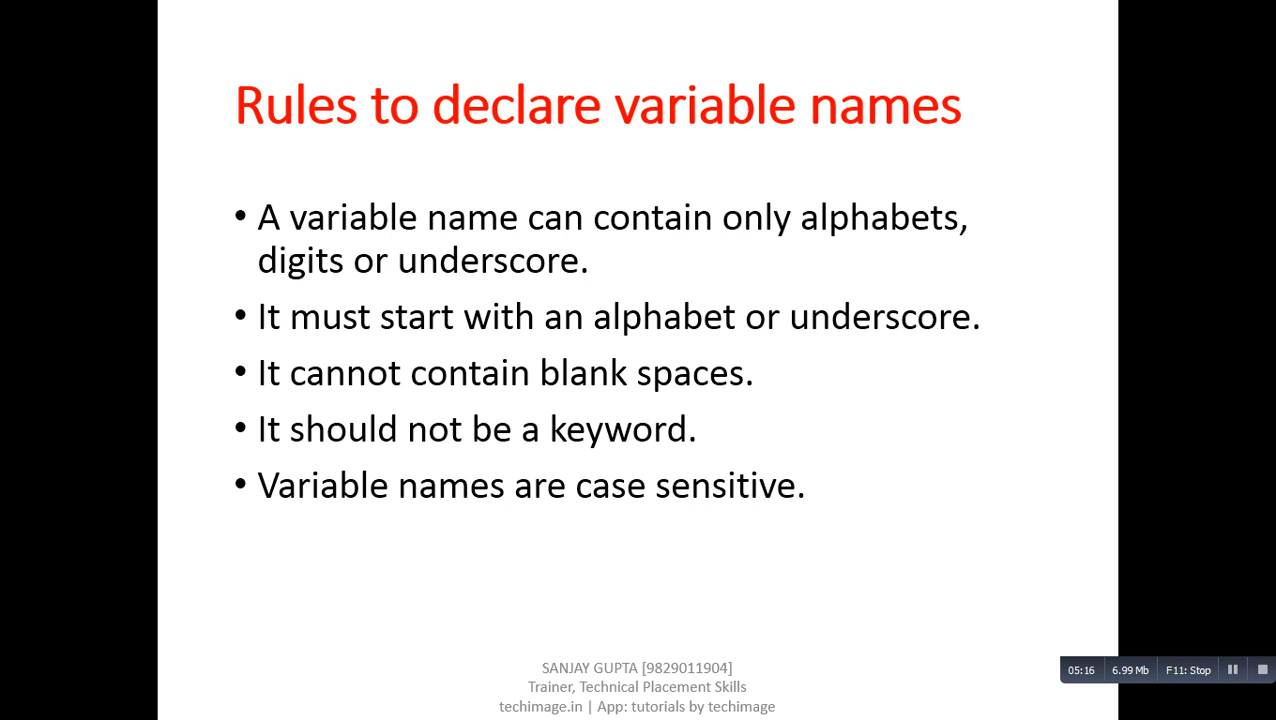 Rules to declare variable names
• A variable name can contain only alphabets,
digits or underscore.
• It must start with an alphabet or underscore.
• It cannot contain blank spaces.
• It should not be a keyword.
• Variable names are case sensitive.
SANJAY GUPTA [9829011904]
Trainer, Technical Placement Skills
techimage.in | App: tutorials by techimage
05:16 6.99 Mb F11: Stop